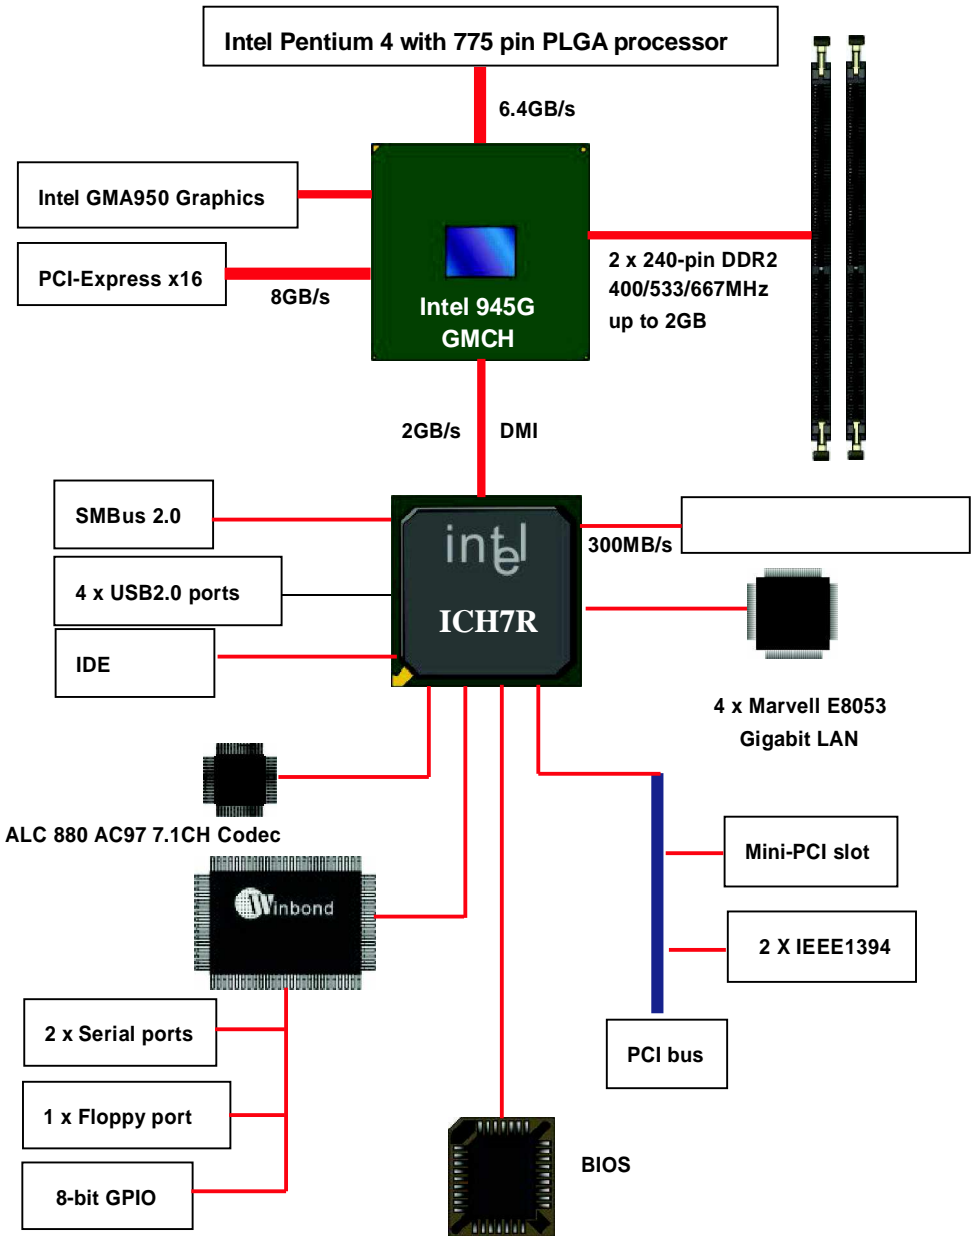 Intel Pentium 4 with 775 pin PLGA processor
6.4GB/s
Intel GMA950 Graphics
PCI-Express x16
8GB/s
Intel 945G
GMCH
2 x 240-pin DDR2
400/533/667MHz
up to 2GB
2GB/s DMI
SMBus 2.0
4 x USB2.0 ports
IDE
intel
ICH7R
300MB/s
4 x Marvell E8053
Gigabit LAN
ALC 880 AC97 7.1CH Codec
Winbond
Mini-PCI slot
2 X IEEE1394
PCI bus
2 x Serial ports
1 x Floppy port
8-bit GPIO
BIOS